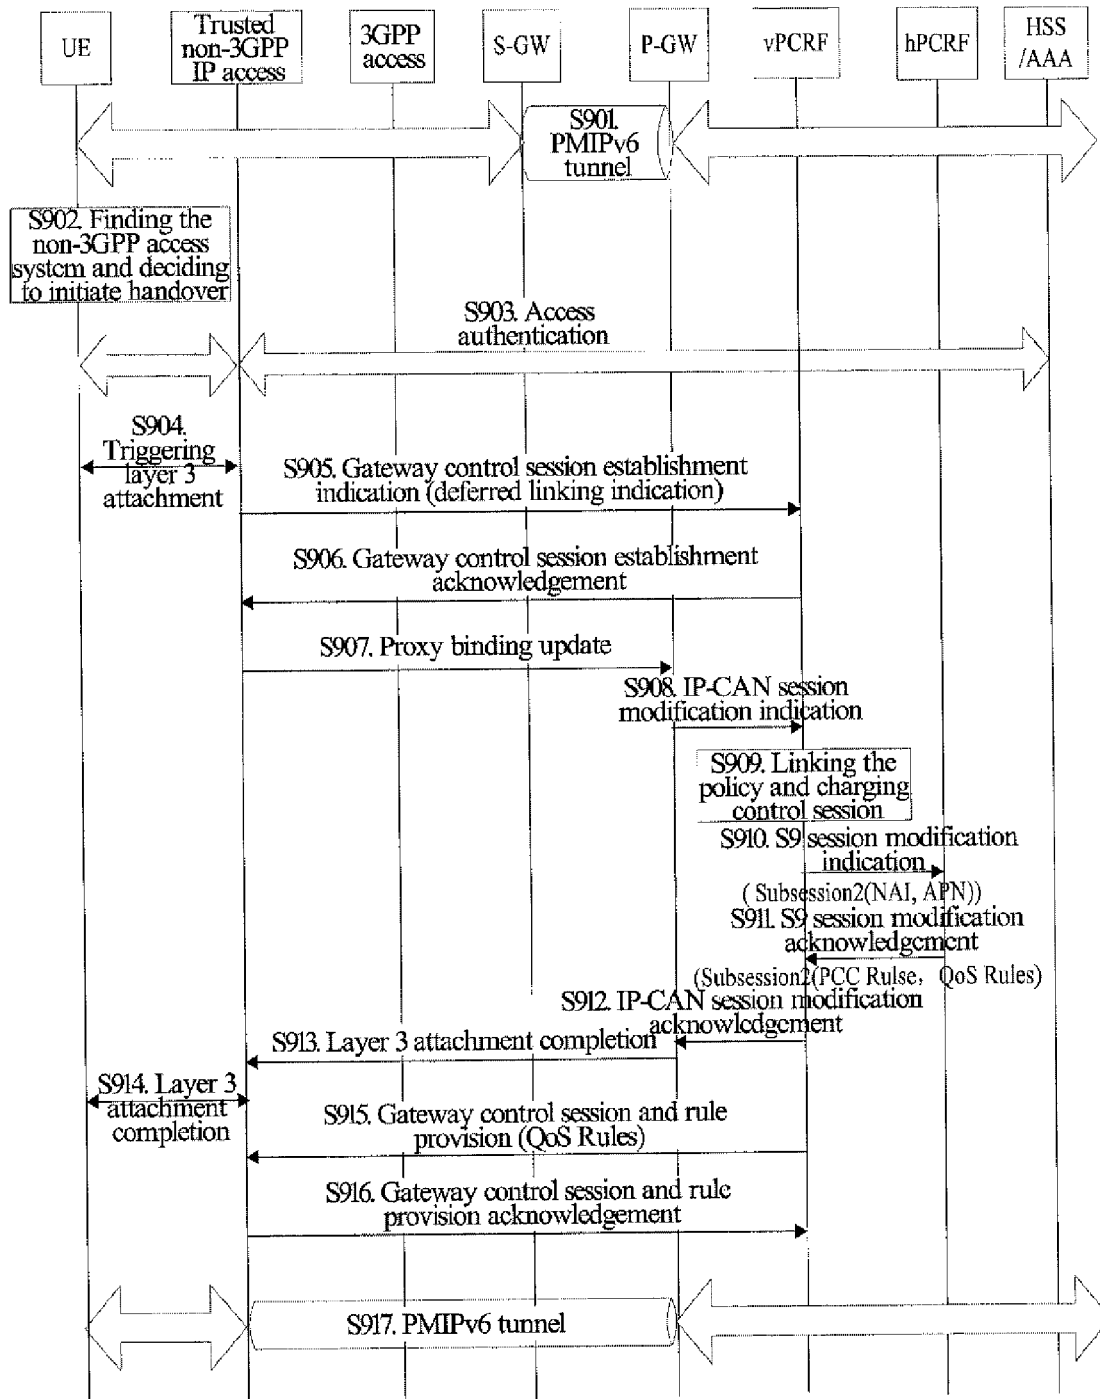 UE
Trusted
non-3GPP
IP access
3GPP
access
S-GW
P-GW
vPCRF
hPCRF
HSS
/AAA
S901.
PMIPv6
tunnel
S902. Finding the
non-3GPP access
system and deciding
to initiate handover
S903. Access
authentication
S904.
Triggering
layer 3
attachment
S905. Gateway control session establishment
indication (deferred linking indication)
S906. Gateway control session establishment
acknowledgement
S907. Proxy binding update
S908. IP-CAN session
modification indication
S909. Linking the
policy and charging
control session
S910. S9 session modification
indication
( Subsession2(NAI, APN))
S911. S9 session modification
acknowledgement
(Subsession2(PCC Rulse, QoS Rules)
S912. IP-CAN session modification
acknowledgement
S913. Layer 3 attachment completion
S914. Layer 3
attachment
completion
S915. Gateway control session and rule
provision (QoS Rules)
S916. Gateway control session and rule
provision acknowledgement
S917. PMIPv6 tunnel